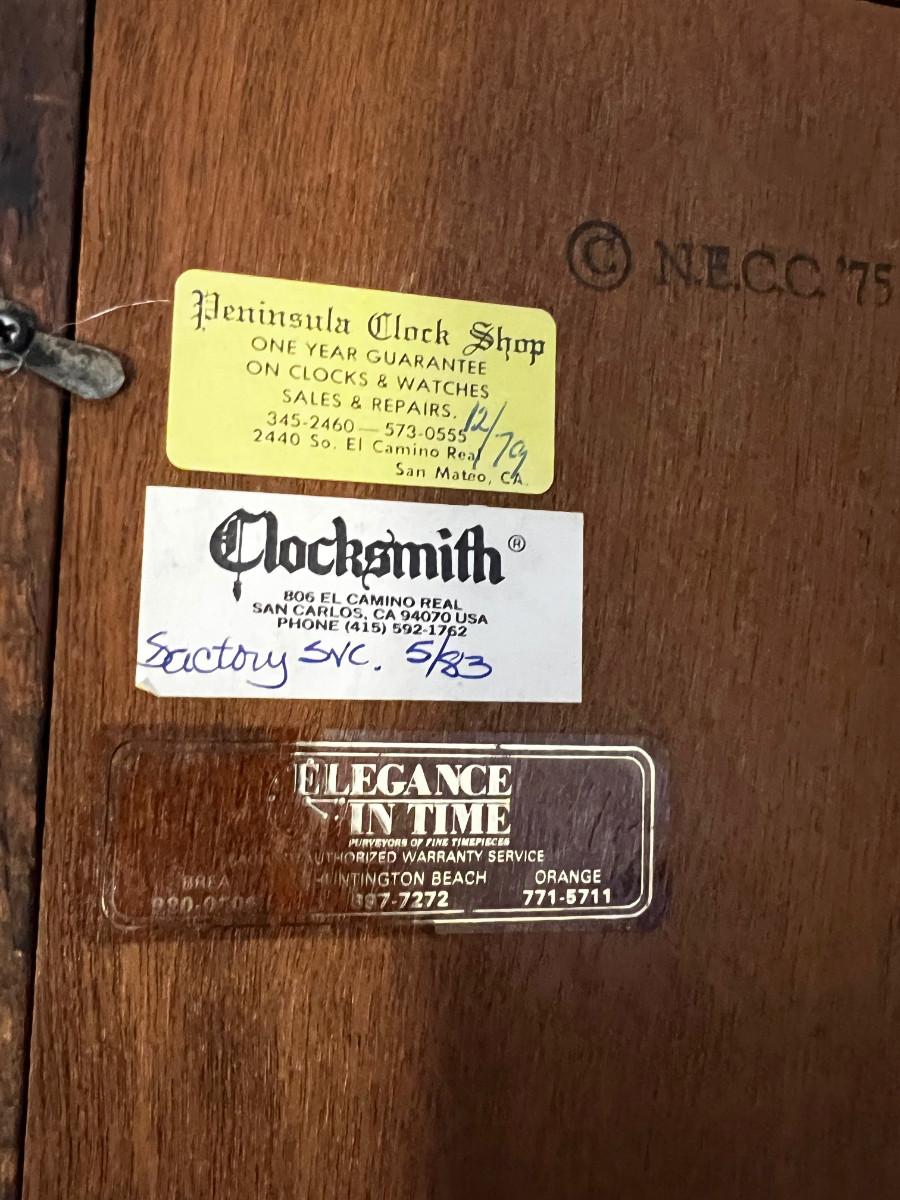 © N.E.C.C. '75
Peninsula Clock Shop
ONE YEAR GUARANTEE
ON CLOCKS & WATCHES
SALES & REPAIRS.
345-2460 — 573-0555
12/79
2440 So. El Camino Real
San Mateo, CA.
Clocksmith®
806 EL CAMINO REAL
SAN CARLOS, CA 94070 USA
PHONE (415) 592-1762
Factory SVC. 5/83
ELEGANCE
IN TIME
PURVEYORS OF FINE TIMEPIECES
AUTHORIZED WARRANTY SERVICE
BREA HUNTINGTON BEACH ORANGE
771-5711